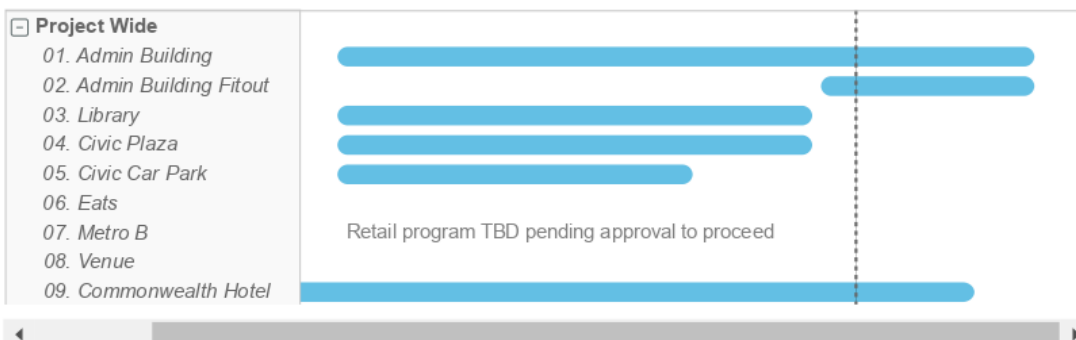 Project Wide
01. Admin Building
02. Admin Building Fitout
03. Library
04. Civic Plaza
05. Civic Car Park
06. Eats
07. Metro B
Retail program TBD pending approval to proceed
08. Venue
09. Commonwealth Hotel